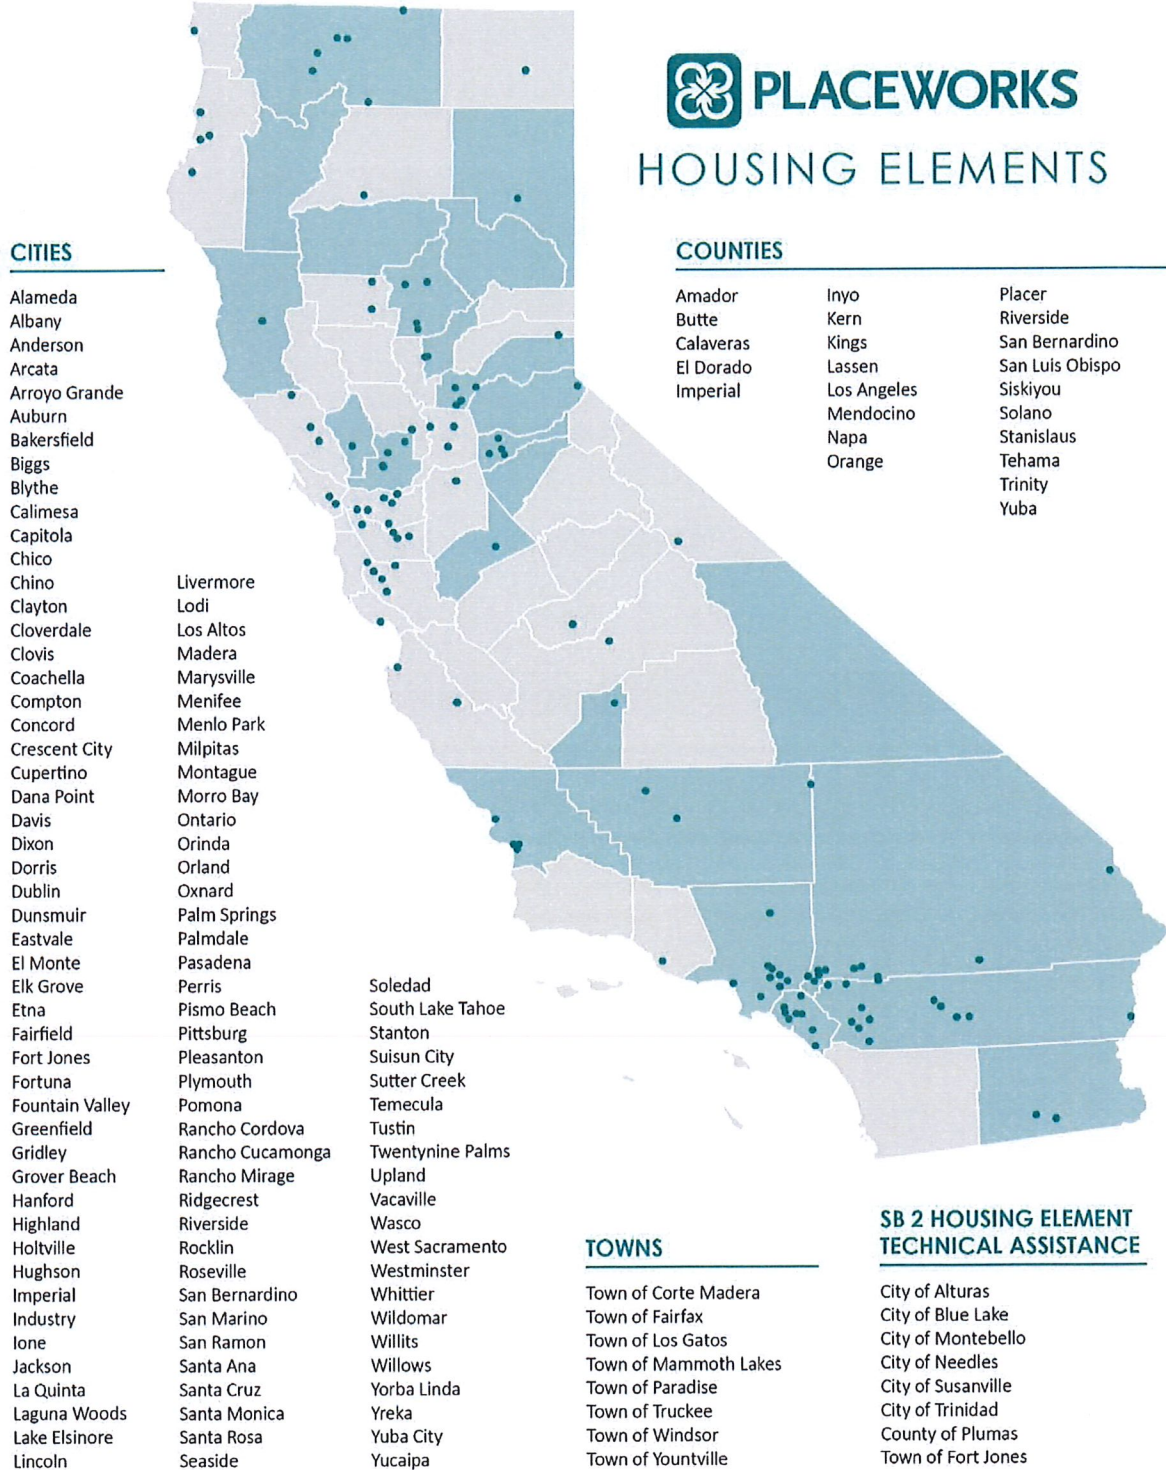 PLACEWORKS
HOUSING ELEMENTS
CITIES
Alameda
Albany
Anderson
Arcata
Arroyo Grande
Auburn
Bakersfield
Biggs
Blythe
Calimesa
Capitola
Chico
Chino
Clayton
Cloverdale
Clovis
Coachella
Compton
Concord
Crescent City
Cupertino
Dana Point
Davis
Dixon
Dorris
Dublin
Dunsmuir
Eastvale
El Monte
Elk Grove
Etna
Fairfield
Fort Jones
Fortuna
Fountain Valley
Greenfield
Gridley
Grover Beach
Hanford
Highland
Holtville
Hughson
Imperial
Industry
Ione
Jackson
La Quinta
Laguna Woods
Lake Elsinore
Lincoln
Livermore
Lodi
Los Altos
Madera
Marysville
Menifee
Menlo Park
Milpitas
Montague
Morro Bay
Ontario
Orinda
Orland
Oxnard
Palm Springs
Palmdale
Pasadena
Perris
Pismo Beach
Pittsburg
Pleasanton
Plymouth
Pomona
Rancho Cordova
Rancho Cucamonga
Rancho Mirage
Ridgecrest
Riverside
Rocklin
Roseville
San Bernardino
San Marino
San Ramon
Santa Ana
Santa Cruz
Santa Monica
Santa Rosa
Seaside
Soledad
South Lake Tahoe
Stanton
Suisun City
Sutter Creek
Temecula
Tustin
Twentynine Palms
Upland
Vacaville
Wasco
West Sacramento
Westminster
Whittier
Wildomar
Willits
Willows
Yorba Linda
Yreka
Yuba City
Yucaipa
COUNTIES
Amador
Butte
Calaveras
El Dorado
Imperial
Inyo
Kern
Kings
Lassen
Los Angeles
Mendocino
Napa
Orange
Placer
Riverside
San Bernardino
San Luis Obispo
Siskiyou
Solano
Stanislaus
Tehama
Trinity
Yuba
TOWNS
Town of Corte Madera
Town of Fairfax
Town of Los Gatos
Town of Mammoth Lakes
Town of Paradise
Town of Truckee
Town of Windsor
Town of Yountville
SB 2 HOUSING ELEMENT
TECHNICAL ASSISTANCE
City of Alturas
City of Blue Lake
City of Montebello
City of Needles
City of Susanville
City of Trinidad
County of Plumas
Town of Fort Jones